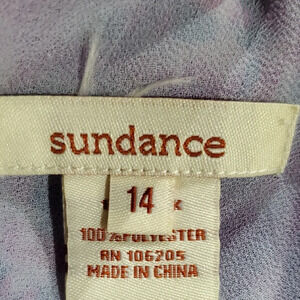 sundance
14
100% POLYESTER
RN 106205
MADE IN CHINA